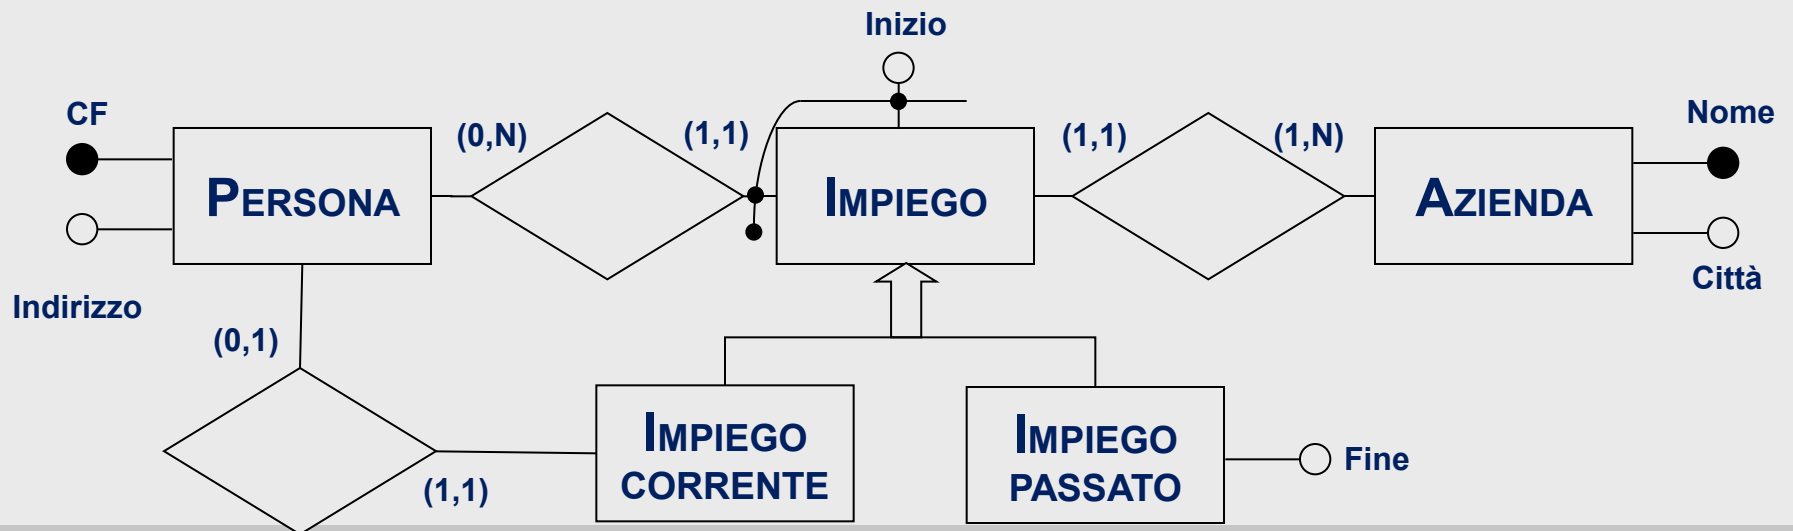 Inizio
CF
(0,N)
(1,1)
(1,1)
(1,N)
Nome
PERSONA
IMPIEGO
AZIENDA
Indirizzo
Città
(0,1)
IMPIEGO
CORRENTE
IMPIEGO
PASSATO
Fine
(1,1)